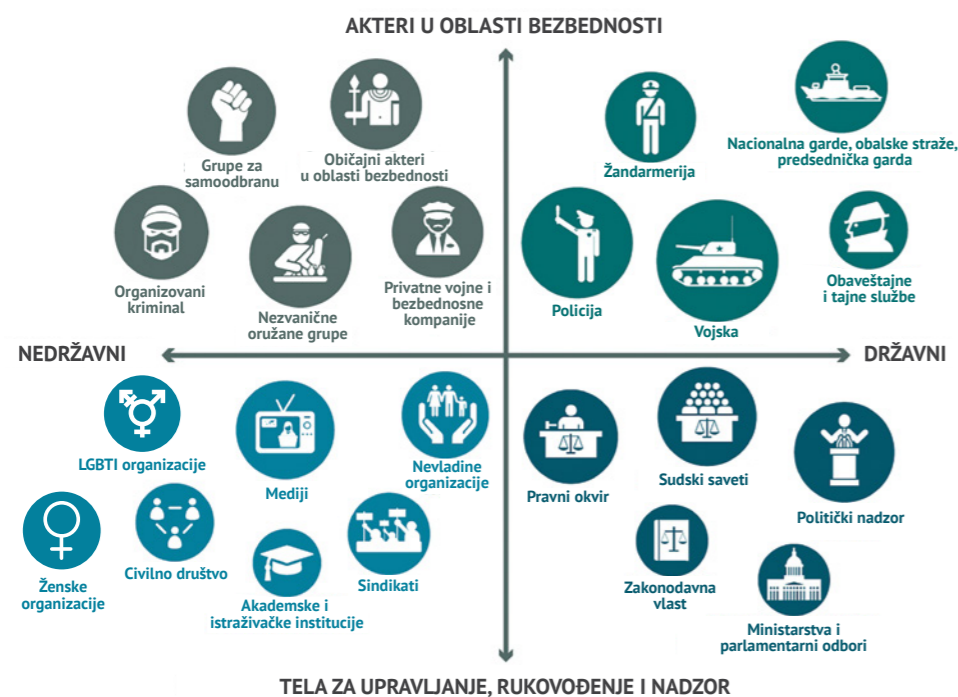 AKTERI U OBLASTI BEZBEDNOSTI
Grupe za
samoodbranu
Običajni akteri
u oblasti bezbednosti
Žandarmerija
Nacionalna garde, obalske straže,
predsednička garda
Organizovani
kriminal
Nezvanične
oružane grupe
Privatne vojne i
bezbednosne
kompanije
Policija
Vojska
Obaveštajne
i tajne službe
NEDRŽAVNI
DRŽAVNI
LGBTI organizacije
Mediji
Nevladine
organizacije
Pravni okvir
Sudski saveti
Politički nadzor
Ženske
organizacije
Civilno društvo
Akademske i
istraživačke institucije
Sindikati
Zakonodavna
vlast
Ministarstva i
parlamentarni odbori
TELA ZA UPRAVLJANJE, RUKOVOĐENJE I NADZOR